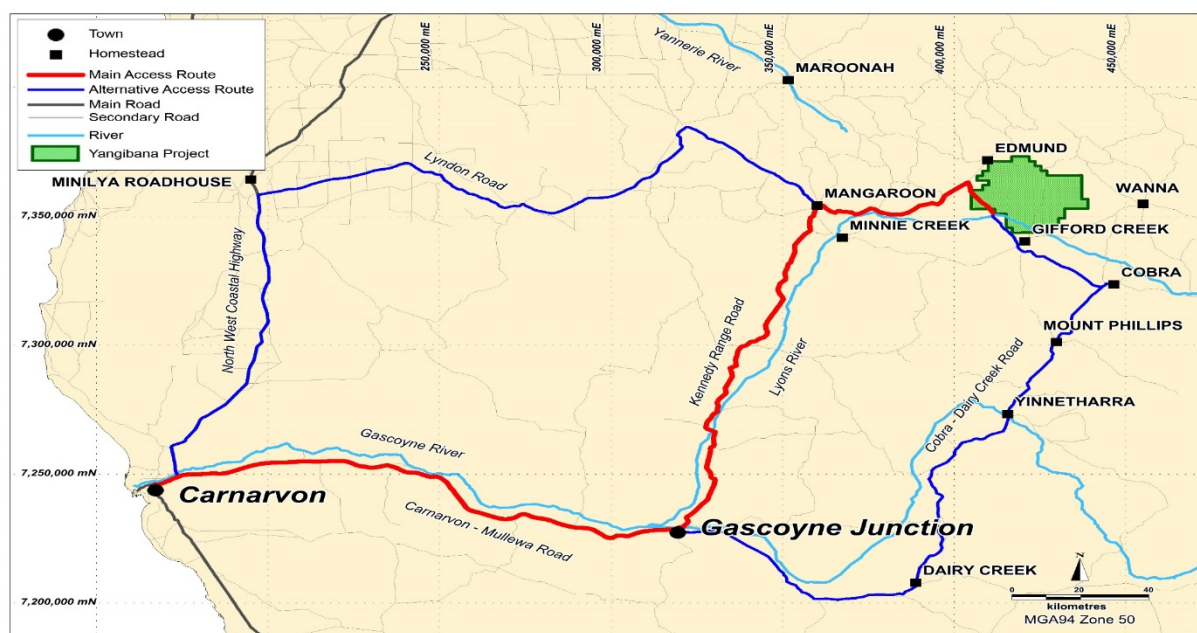 Town
Homestead
Main Access Route
Alternative Access Route
Main Road
Secondary Road
River
Yangibana Project
250,000 mE
300,000 mE
350,000 mE
400,000 mE
450,000 mE
Yannerie River
MAROONAH
EDMUND
MINILYA ROADHOUSE
Lyndon Road
MANGAROON
WANNA
7,350,000 mN
MINNIE CREEK
GIFFORD CREEK
COBRA
North West Coastal Highway
Kennedy Range Road
Lyons River
MOUNT PHILLIPS
7,300,000 mN
Cobra - Dairy Creek Road
YINNETHARRA
Gascoyne River
7,250,000 mN
Carnarvon
Carnarvon - Mullewa Road
Gascoyne Junction
DAIRY CREEK
7,200,000 mN
Z
0 20 40
kilometres
MGA94 Zone 50